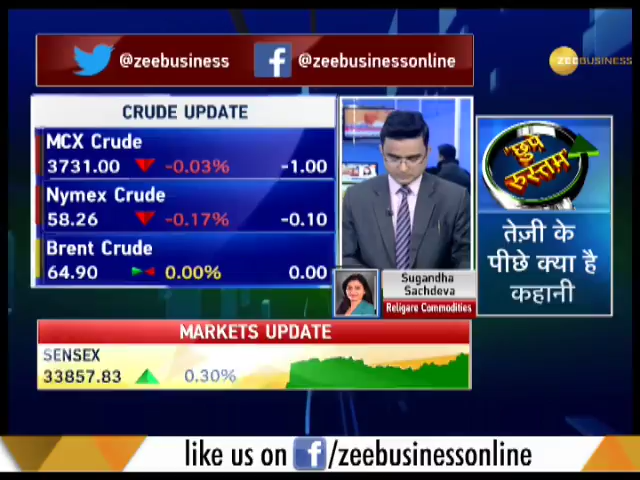 @zeebusiness
@zeebusinessonline
ZEEBUSINESS
CRUDE UPDATE
MCX Crude
3731.00 -0.03% -1.00
Nymex Crude
58.26 -0.17% -0.10
Brent Crude
64.90 0.00% 0.00
Sugandha
Sachdeva
Religare Commodities
"छुपे
रुस्तम"
तेज़ी के
पीछे क्या है
कहानी
MARKETS UPDATE
SENSEX
33857.83 0.30%
like us on f/zeebusinessonline